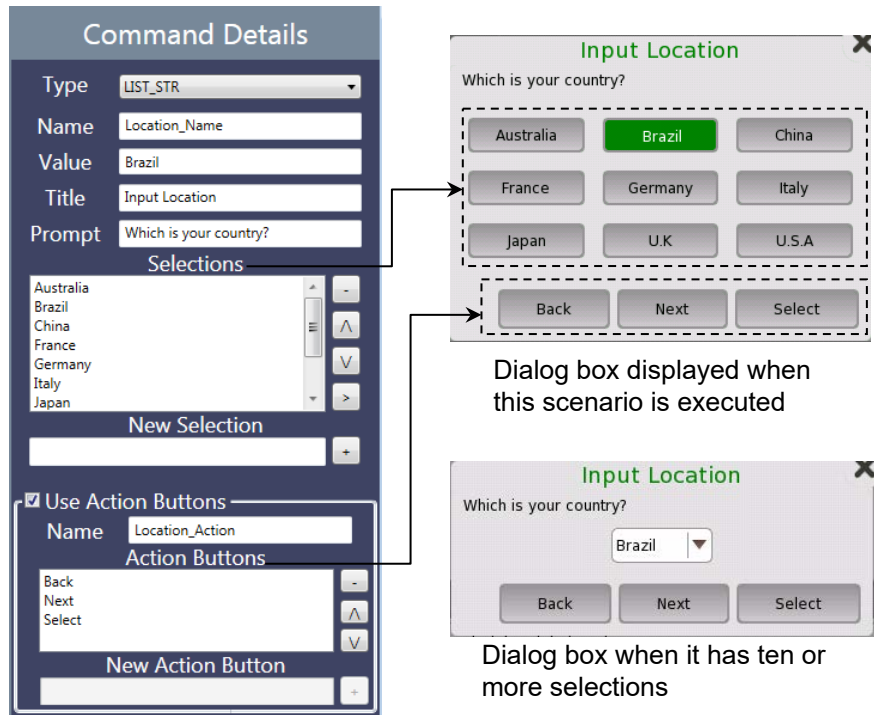 Command Details
Type LIST_STR
Name Location_Name
Value Brazil
Title Input Location
Prompt Which is your country?
Selections
Australia
Brazil
China
France
Germany
Italy
Japan
-
Λ
V
>
New Selection
+
Use Action Buttons
Name Location_Action
Action Buttons
Back
Next
Select
-
Λ
V
New Action Button
+
Input Location
Which is your country?
Australia Brazil China
France Germany Italy
Japan U.K U.S.A
Back Next Select
Dialog box displayed when
this scenario is executed
Input Location
Which is your country?
Brazil
Back Next Select
Dialog box when it has ten or
more selections